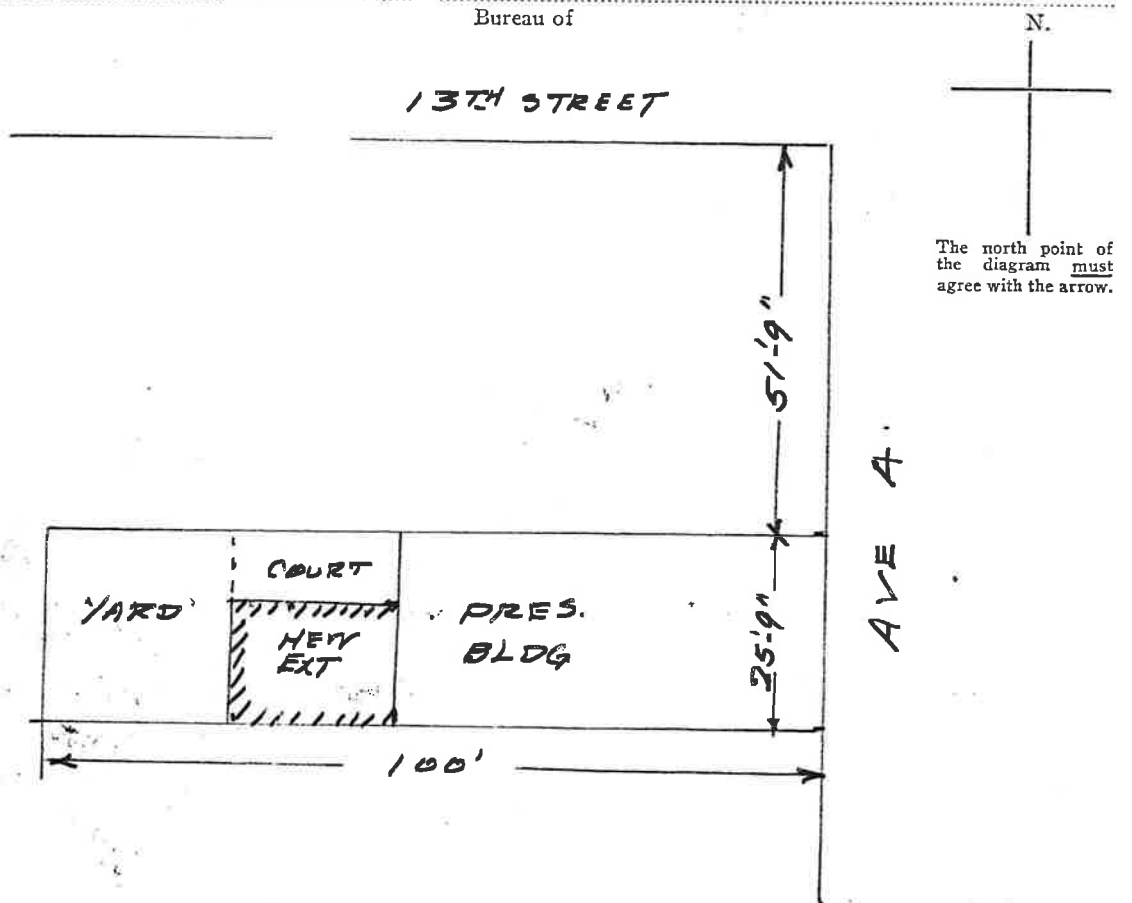 Bureau of
N.
13TH STREET
The north point of
the diagram must
agree with the arrow.
51'-9"
AVE A.
COURT
YARD
NEW
EXT
PRES.
BLDG
25'-9"
100'